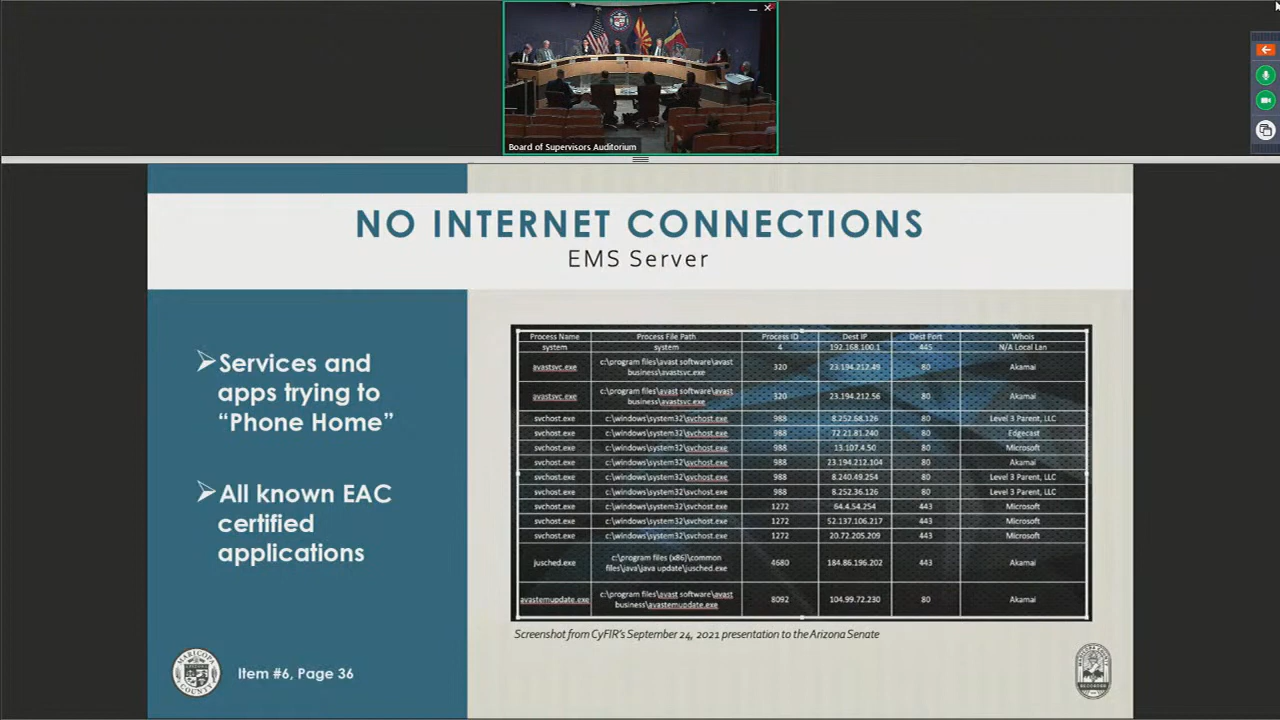 Board of Supervisors Auditorium
NO INTERNET CONNECTIONS
EMS Server
Services and
apps trying to
“Phone Home”
All known EAC
certified
applications
Process Name Process File Path Process ID Dest IP Dest Port Whois
system system 4 192.168.100.1 445 N/A Local Lan
avastsvc.exe c:\program files\avast software\avast business\avastsvc.exe 320 23.194.212.49 80 Akamai
avastsvc.exe c:\program files\avast software\avast business\avastsvc.exe 320 23.194.212.56 80 Akamai
svchost.exe c:\windows\system32\svchost.exe 988 8.252.68.126 80 Level 3 Parent, LLC
svchost.exe c:\windows\system32\svchost.exe 988 72.21.81.240 80 Edgecast
svchost.exe c:\windows\system32\svchost.exe 988 13.107.4.50 80 Microsoft
svchost.exe c:\windows\system32\svchost.exe 988 23.194.212.104 80 Akamai
svchost.exe c:\windows\system32\svchost.exe 988 8.240.49.254 80 Level 3 Parent, LLC
svchost.exe c:\windows\system32\svchost.exe 988 8.252.36.126 80 Level 3 Parent, LLC
svchost.exe c:\windows\system32\svchost.exe 1272 64.4.54.254 443 Microsoft
svchost.exe c:\windows\system32\svchost.exe 1272 52.137.106.217 443 Microsoft
svchost.exe c:\windows\system32\svchost.exe 1272 20.72.205.209 443 Microsoft
jusched.exe c:\program files (x86)\common files\java\java update\jusched.exe 4680 184.86.196.202 443 Akamai
avastemupdate.exe c:\program files\avast software\avast business\avastemupdate.exe 8092 104.99.72.230 80 Akamai
Screenshot from CyFIR's September 24, 2021 presentation to the Arizona Senate
MARICOPA
COUNTY
Item #6, Page 36